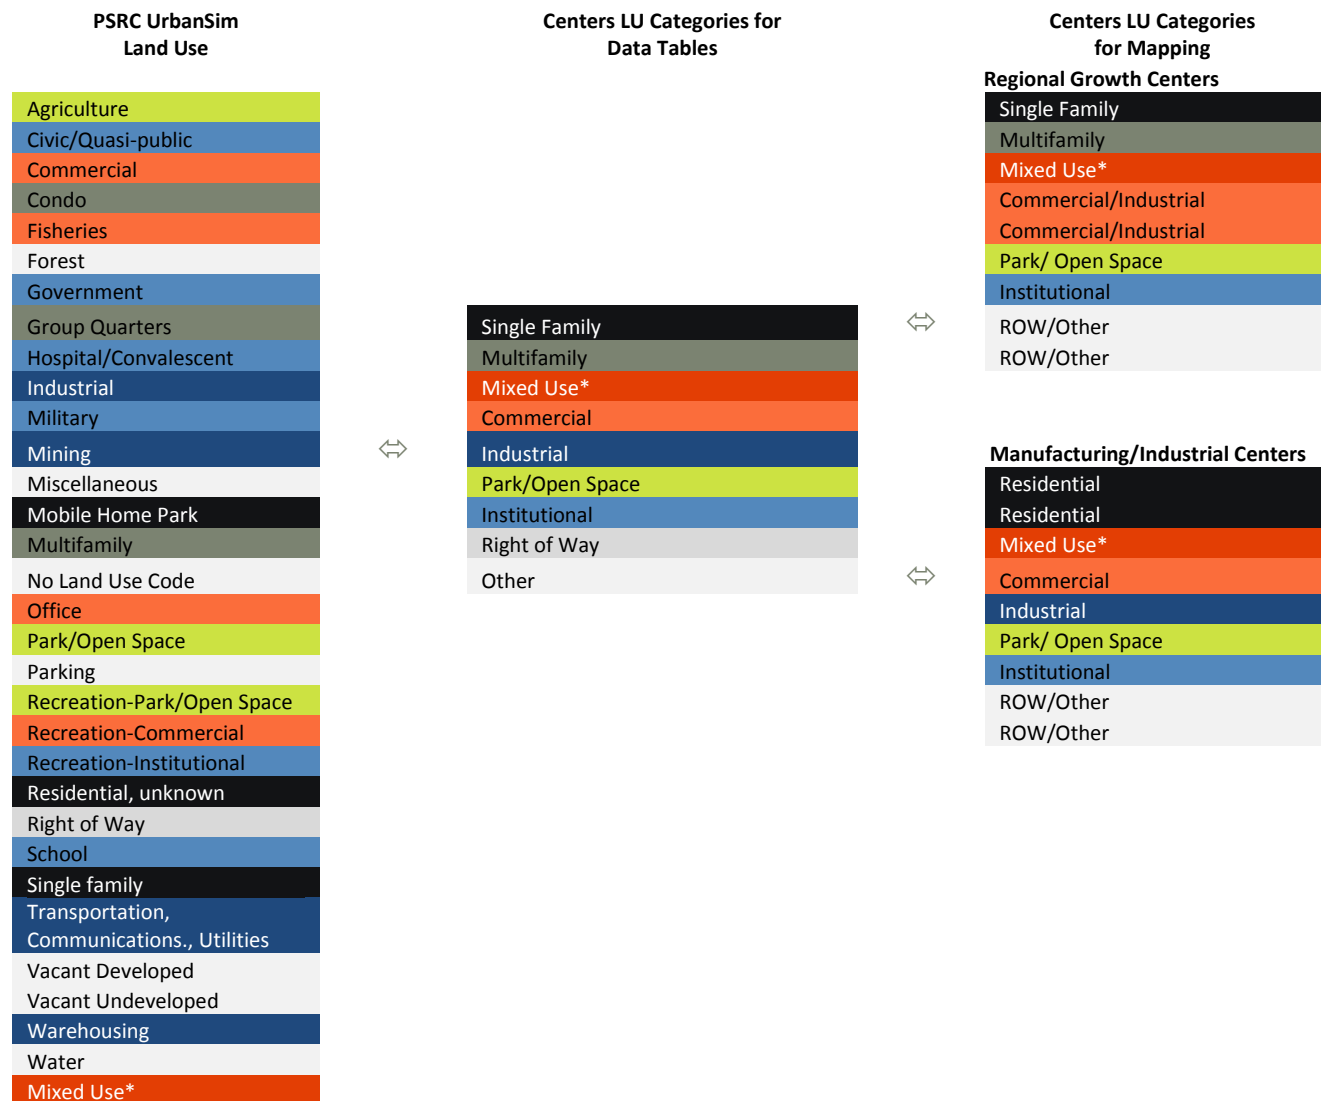 PSRC UrbanSim
Land Use
Agriculture
Civic/Quasi-public
Commercial
Condo
Fisheries
Forest
Government
Group Quarters
Hospital/Convalescent
Industrial
Military
Mining
Miscellaneous
Mobile Home Park
Multifamily
No Land Use Code
Office
Park/Open Space
Parking
Recreation-Park/Open Space
Recreation-Commercial
Recreation-Institutional
Residential, unknown
Right of Way
School
Single family
Transportation,
Communications., Utilities
Vacant Developed
Vacant Undeveloped
Warehousing
Water
Mixed Use*
Centers LU Categories for
Data Tables
Single Family
Multifamily
Mixed Use*
Commercial
Industrial
Park/Open Space
Institutional
Right of Way
Other
Centers LU Categories
for Mapping
Regional Growth Centers
Single Family
Multifamily
Mixed Use*
Commercial/Industrial
Commercial/Industrial
Park/ Open Space
Institutional
ROW/Other
ROW/Other
Manufacturing/Industrial Centers
Residential
Residential
Mixed Use*
Commercial
Industrial
Park/ Open Space
Institutional
ROW/Other
ROW/Other